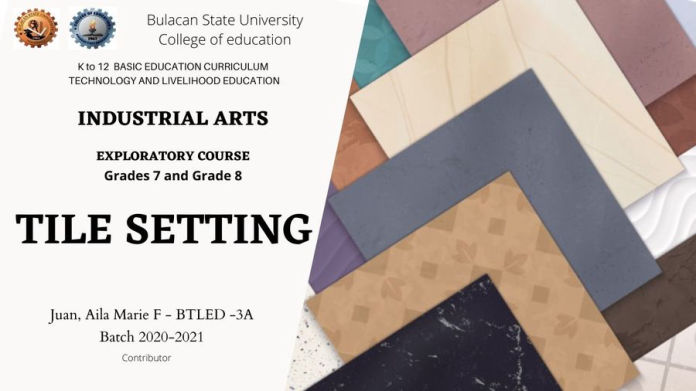 Bulacan State University
College of education
K to 12 BASIC EDUCATION CURRICULUM
TECHNOLOGY AND LIVELIHOOD EDUCATION
INDUSTRIAL ARTS
EXPLORATORY COURSE
Grades 7 and Grade 8
TILE SETTING
Juan, Aila Marie F - BTLED -3A
Batch 2020-2021
Contributor